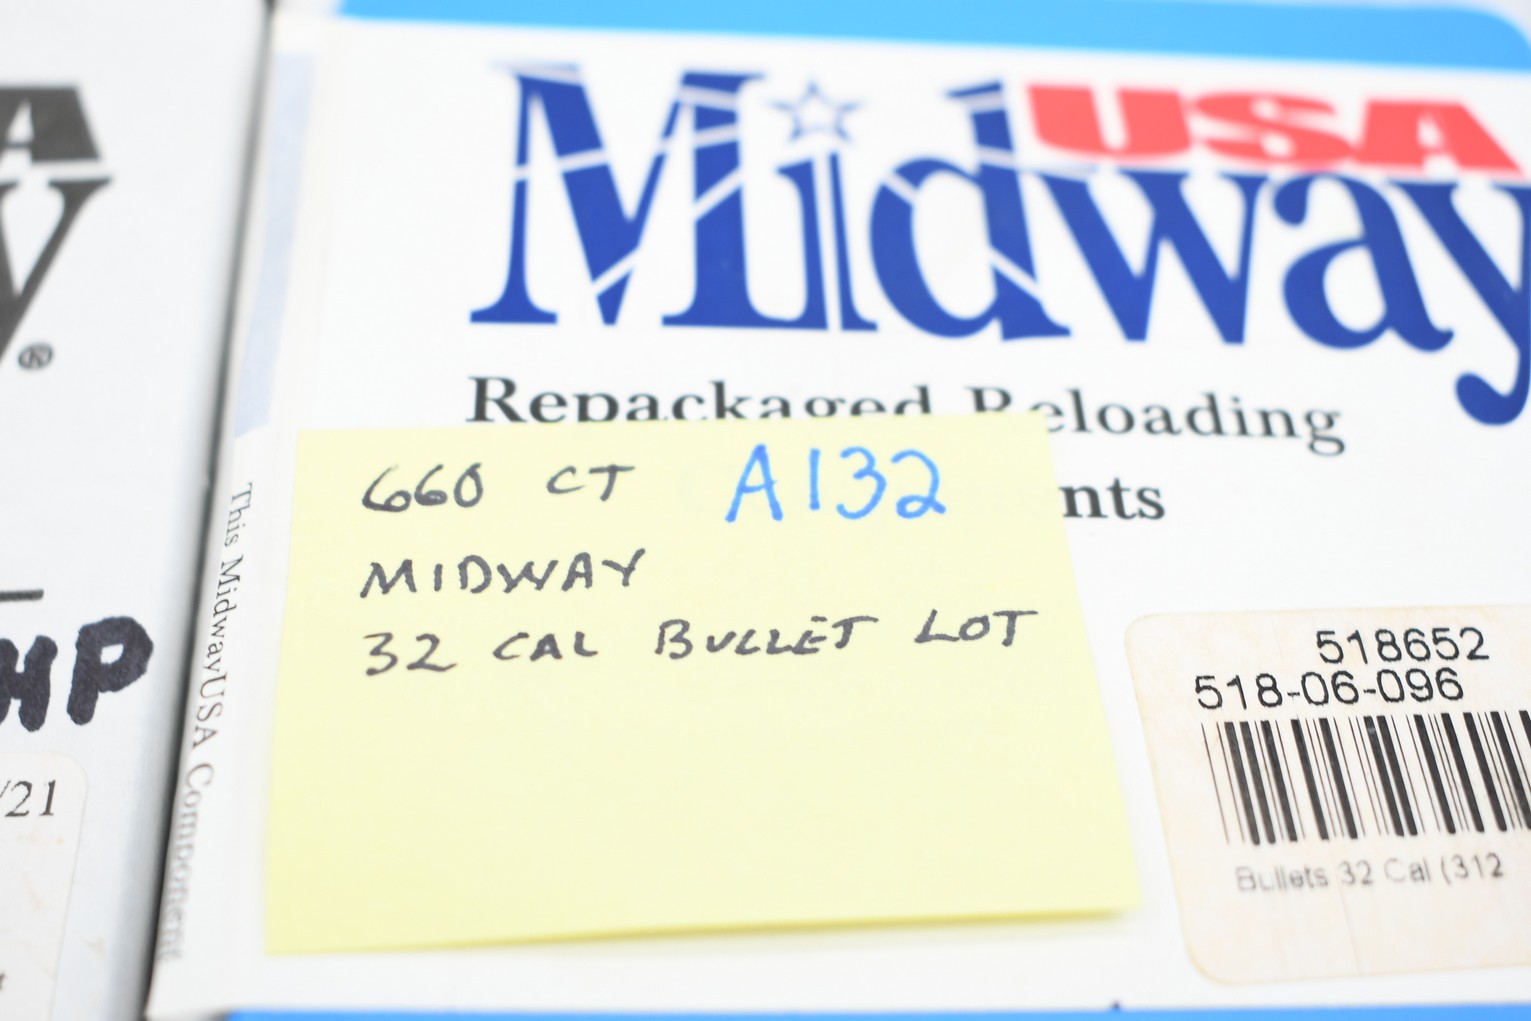 USA
Midway
Repackaged Reloading
nts
660 CT A132
MIDWAY
32 CAL BULLET LOT
518652
518-06-096
Bullets 32 Cal (312
This MidwayUSA Component
A
y®
HP
/21